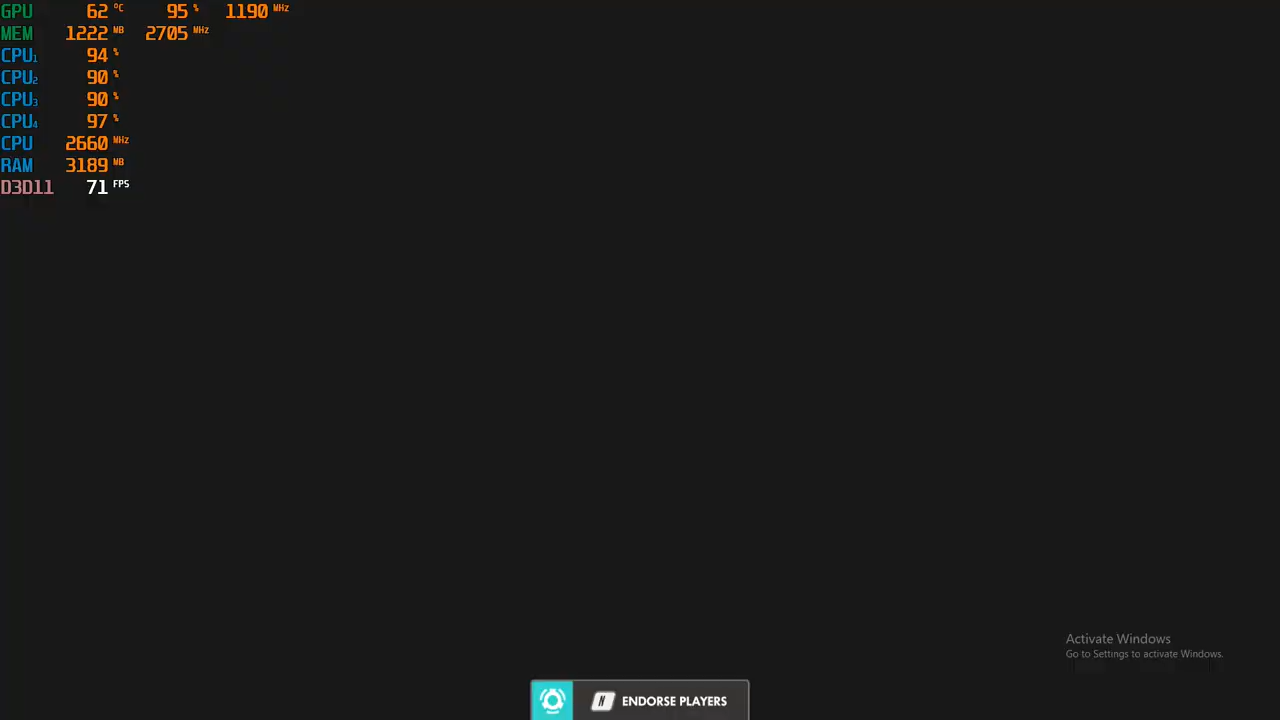 GPU 62 °C 95 % 1190 MHz
MEM 1222 MB 2705 MHz
CPU1 94 %
CPU2 90 %
CPU3 90 %
CPU4 97 %
CPU 2660 MHz
RAM 3189 MB
D3D11 71 FPS
Activate Windows
Go to Settings to activate Windows.
N ENDORSE PLAYERS